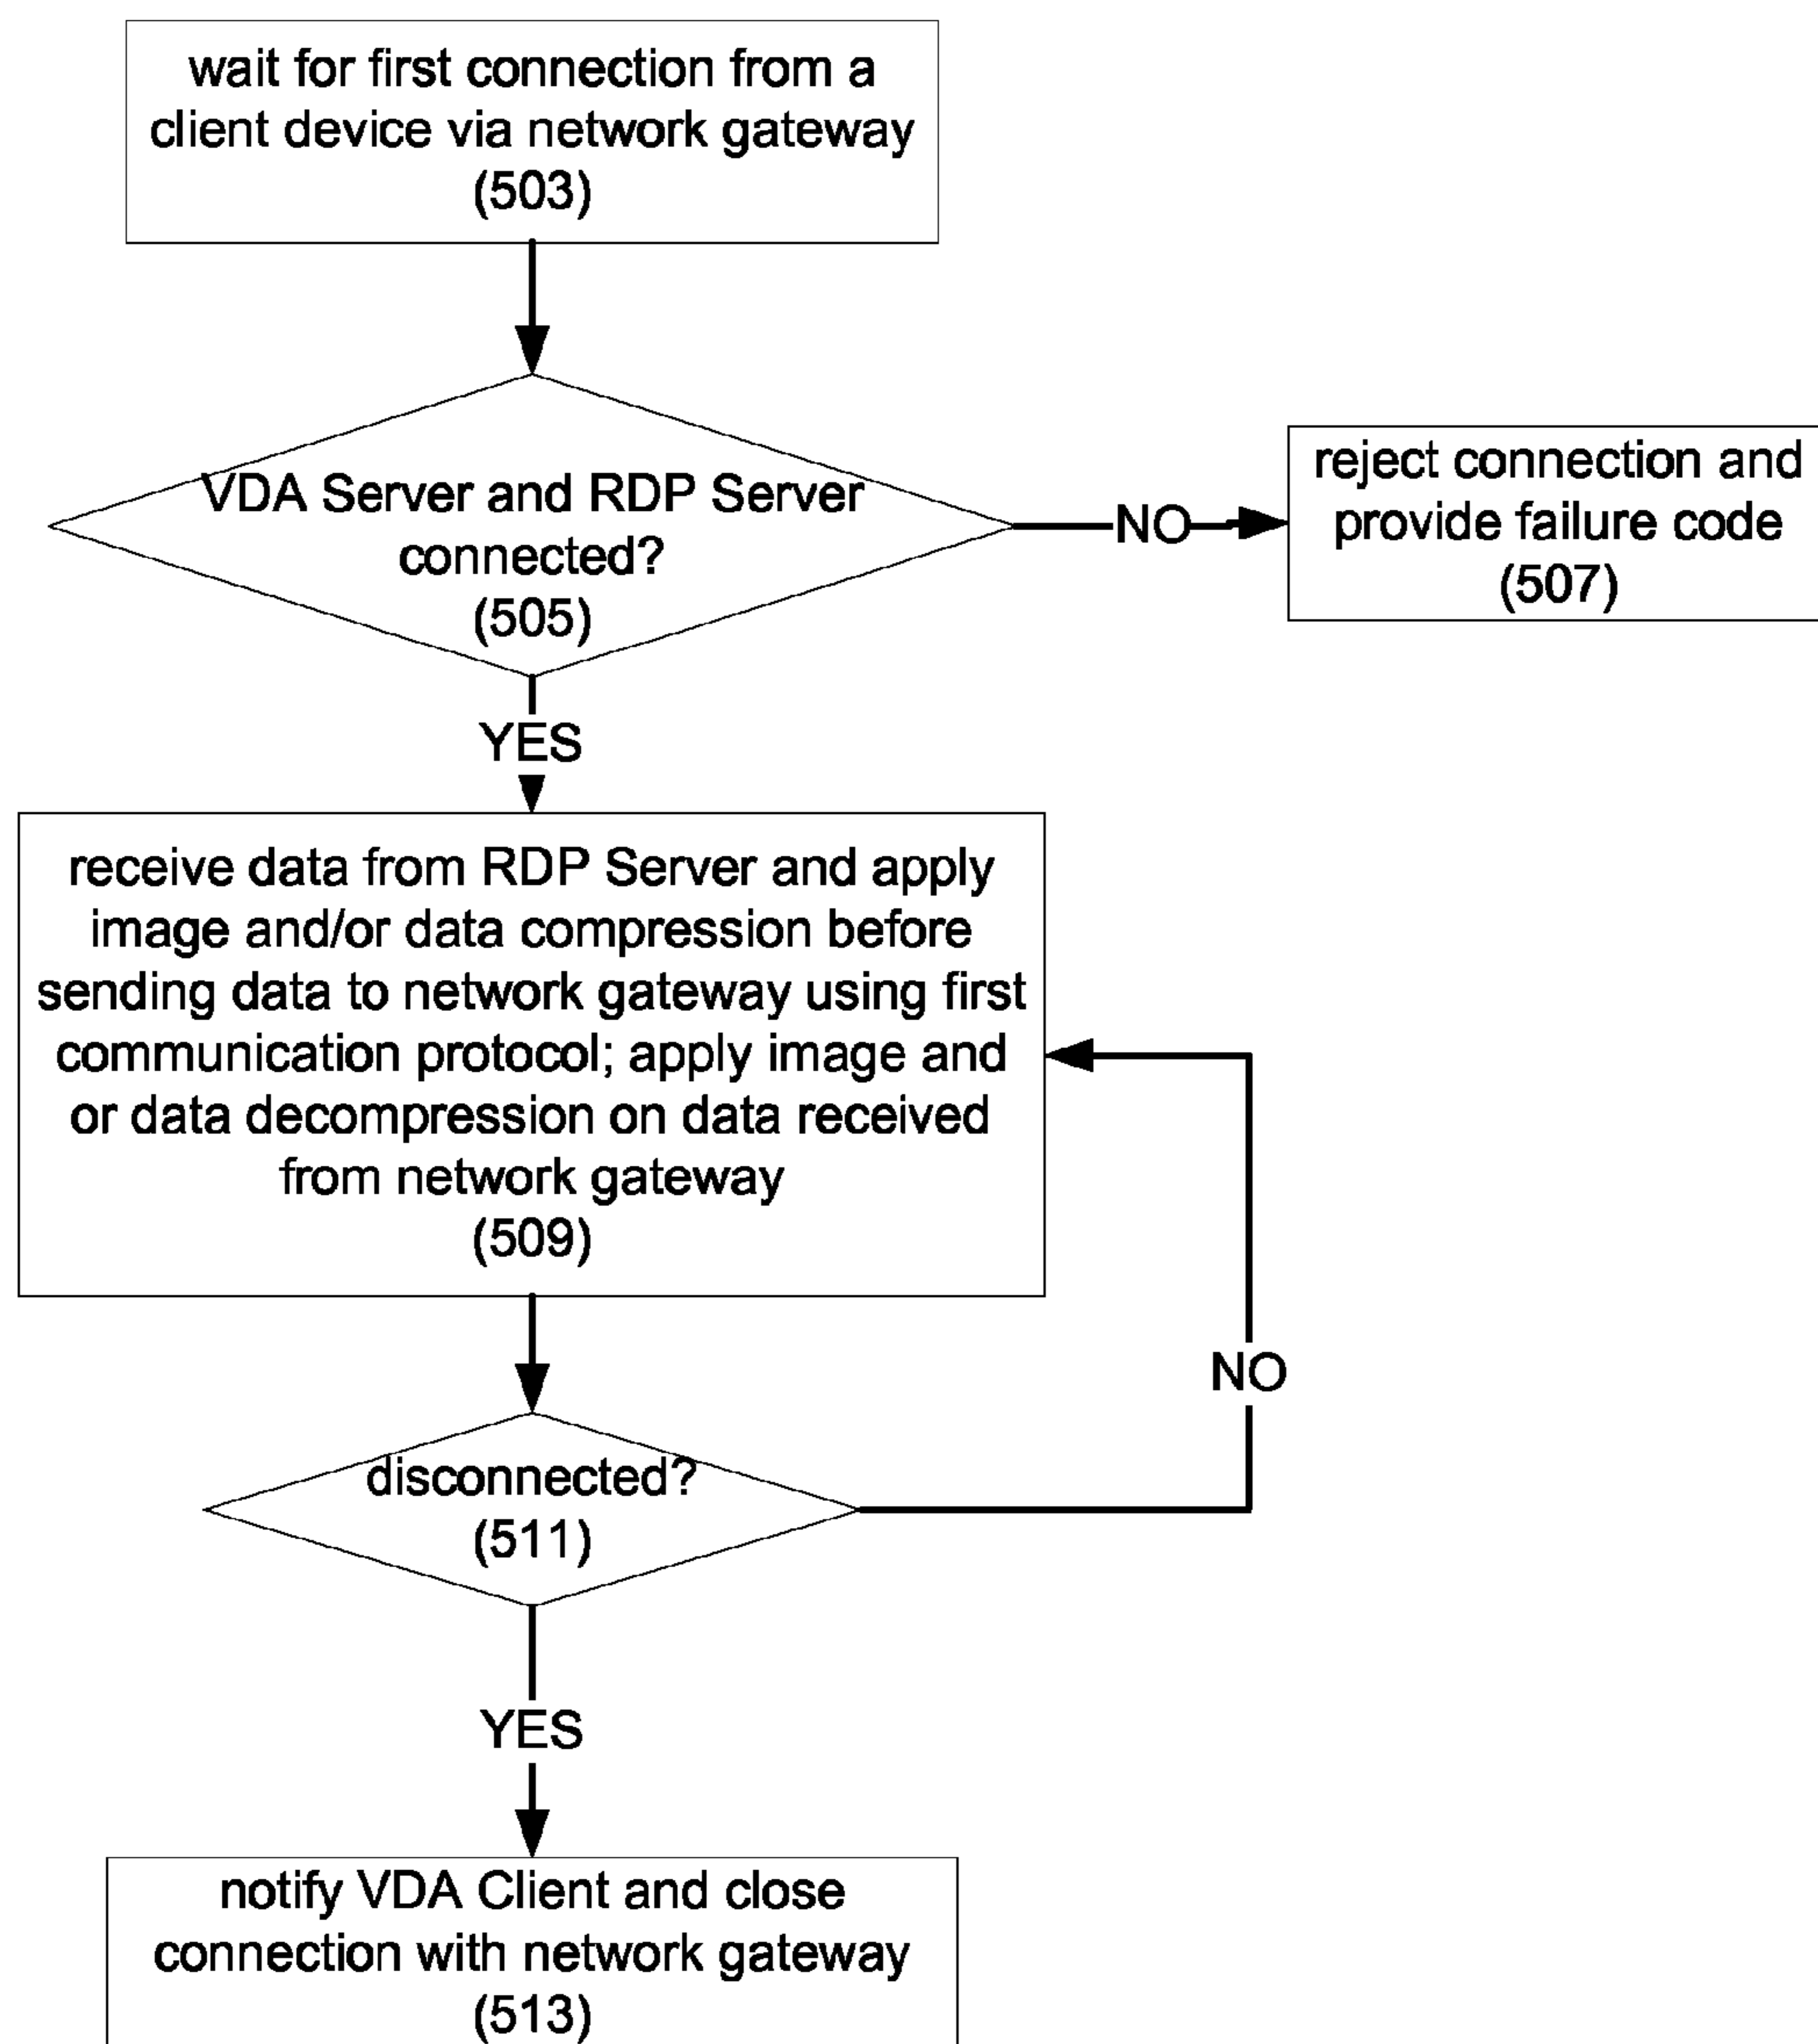 wait for first connection from a
client device via network gateway
(503)
VDA Server and RDP Server
connected?
(505)
NO
reject connection and
provide failure code
(507)
YES
receive data from RDP Server and apply
image and/or data compression before
sending data to network gateway using first
communication protocol; apply image and
or data decompression on data received
from network gateway
(509)
NO
disconnected?
(511)
YES
notify VDA Client and close
connection with network gateway
(513)